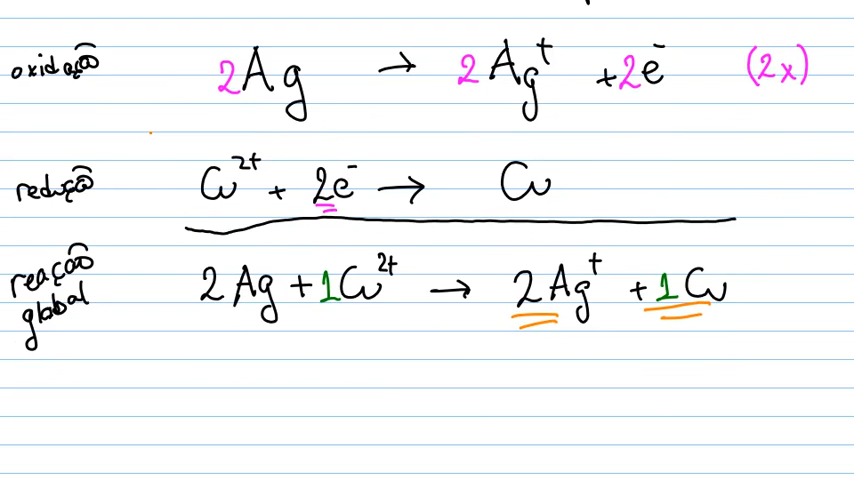 oxidação 2Ag → 2Ag⁺ + 2e⁻ (2x)
redução Cu²⁺ + 2e⁻ → Cu
reação global 2Ag + 1Cu²⁺ → 2Ag⁺ + 1Cu